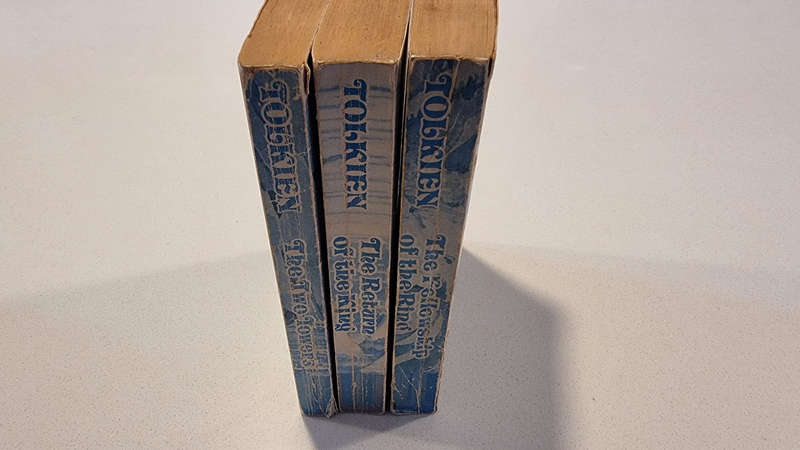 TOLKIEN
The Two Towers
TOLKIEN
The Return
of the King
TOLKIEN
The Fellowship
of the Ring